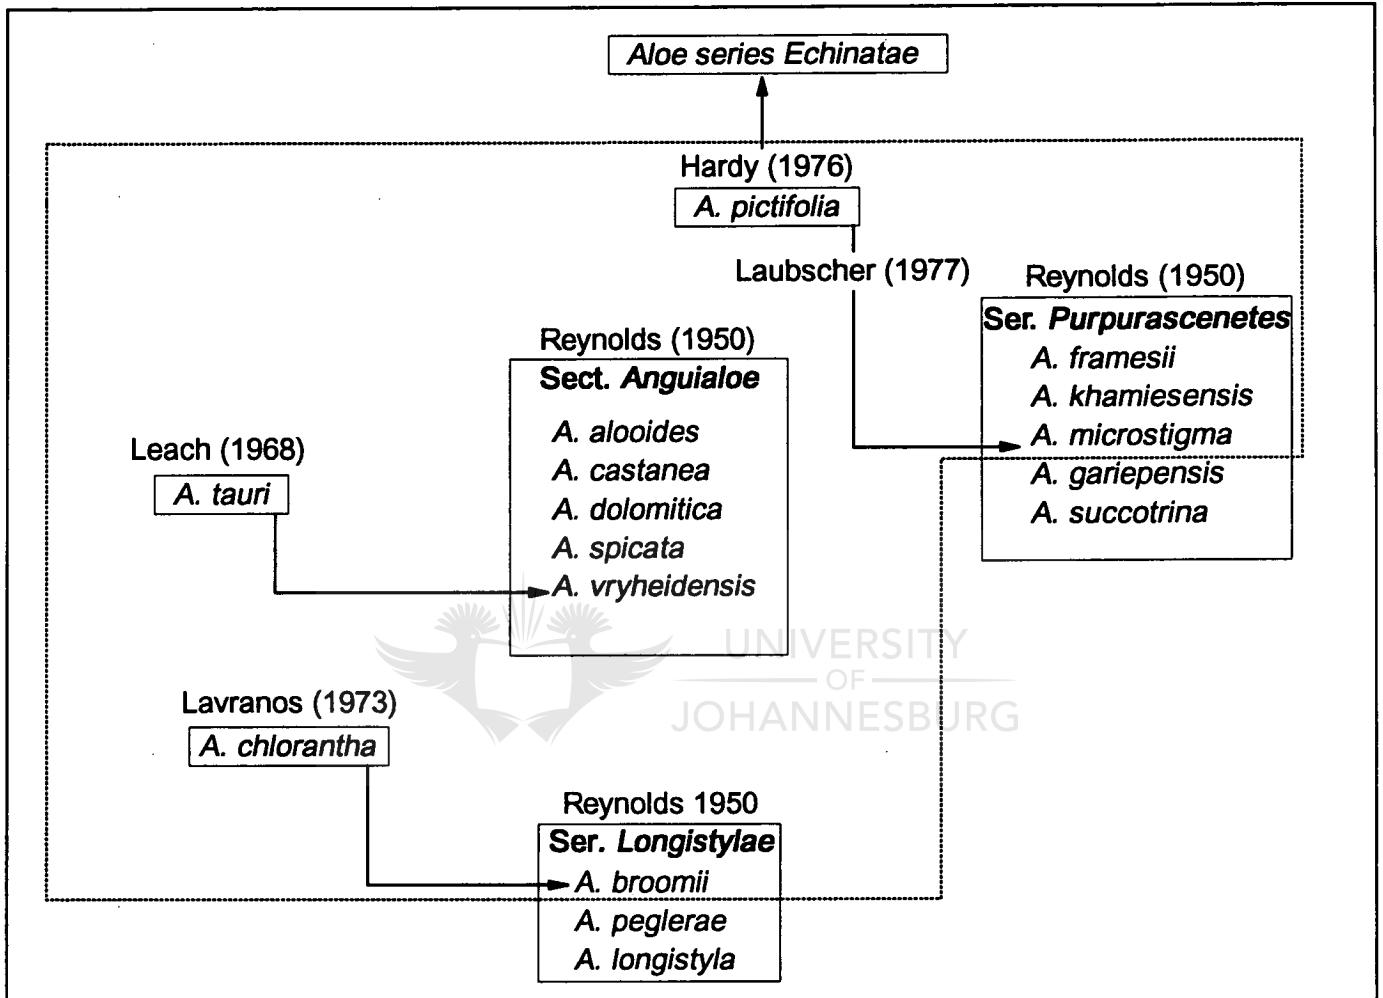 Aloe series Echinatae
Hardy (1976)
A. pictifolia
Laubscher (1977)
Reynolds (1950)
Ser. Purpurascenetes
A. framesii
A. khamiesensis
A. microstigma
A. gariepensis
A. succotrina
Reynolds (1950)
Sect. Anguialoe
A. alooides
A. castanea
A. dolomitica
A. spicata
A. vryheidensis
Leach (1968)
A. tauri
UNIVERSITY
OF
JOHANNESBURG
Lavranos (1973)
A. chlorantha
Reynolds 1950
Ser. Longistylae
A. broomii
A. peglerae
A. longistyla